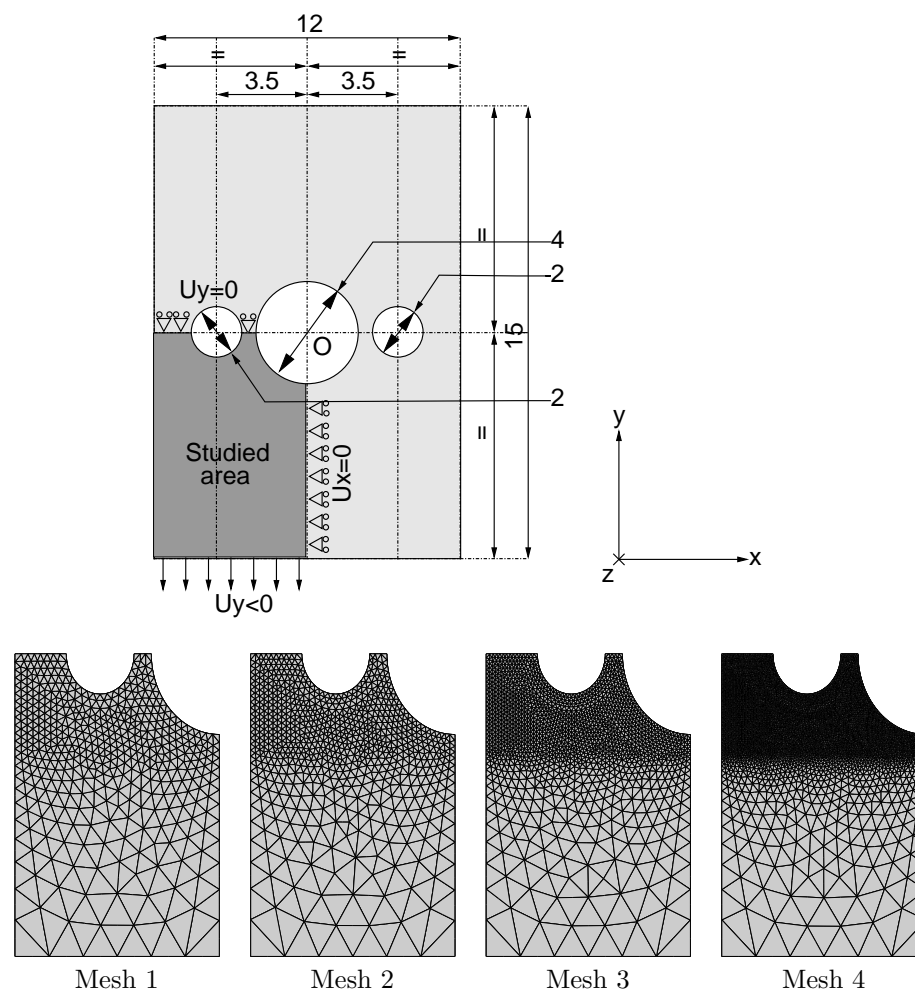 12
=
=
3.5
3.5
=
4
2
Uy=0
15
O
2
=
Studied
area
Ux=0
y
x
z
Uy<0
Mesh 1
Mesh 2
Mesh 3
Mesh 4